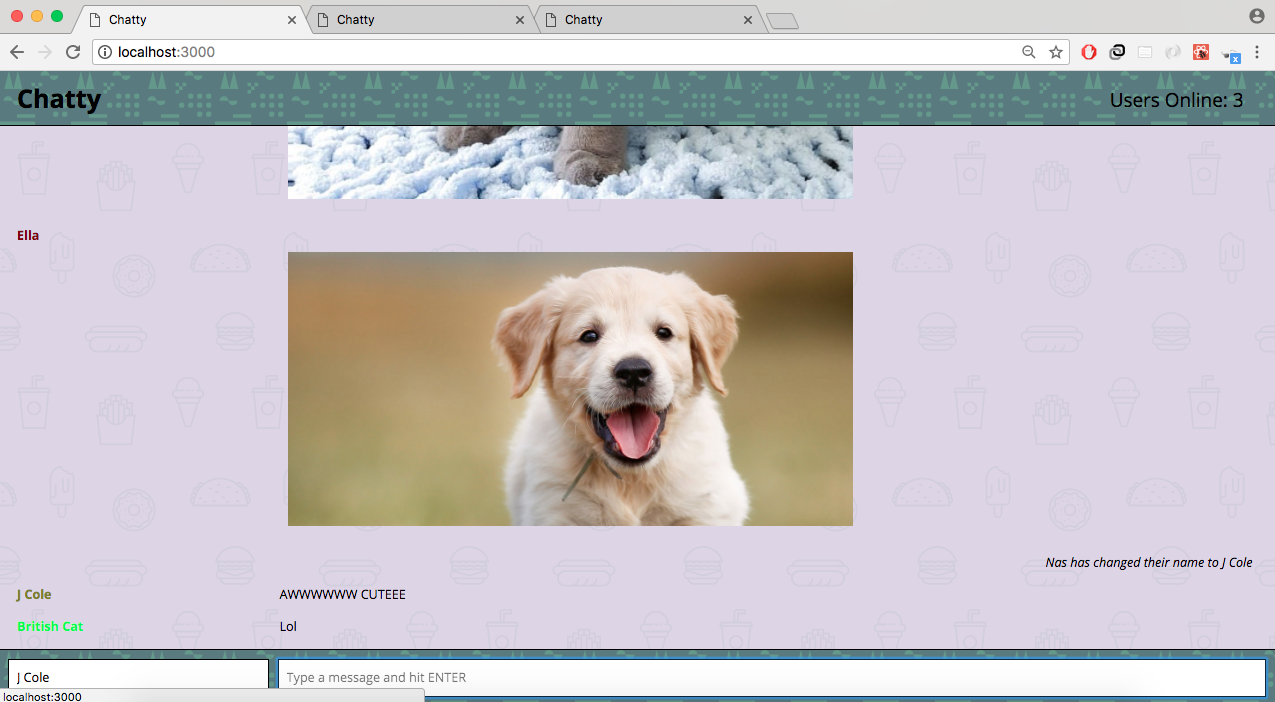 Chatty
Chatty
Chatty
localhost:3000
Chatty
Users Online: 3
Ella
Nas has changed their name to J Cole
J Cole
AWWWWWW CUTEEE
British Cat
Lol
J Cole
Type a message and hit ENTER
localhost:3000